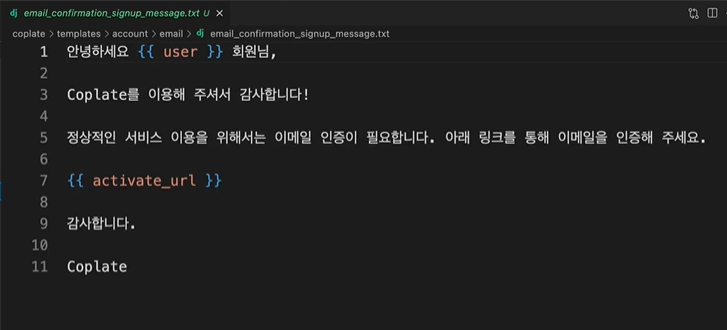 email_confirmation_signup_message.txt U ×
coplate > templates > account > email > email_confirmation_signup_message.txt
1 안녕하세요 {{ user }} 회원님,
2
3 Coplate를 이용해 주셔서 감사합니다!
4
5 정상적인 서비스 이용을 위해서는 이메일 인증이 필요합니다. 아래 링크를 통해 이메일을 인증해 주세요.
6
7 {{ activate_url }}
8
9 감사합니다.
10
11 Coplate